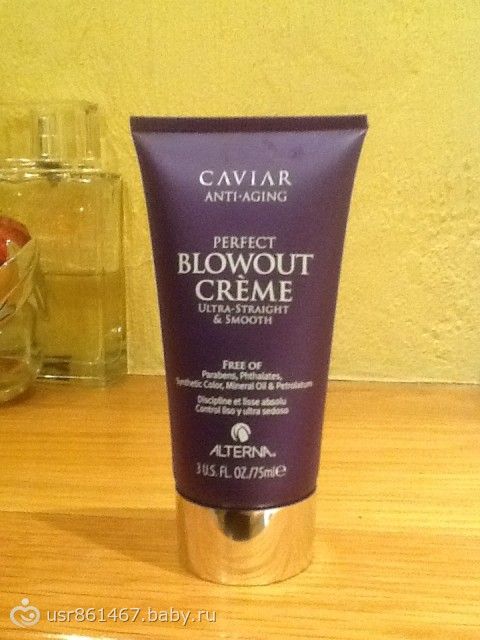 CAVIAR
ANTI-AGING
PERFECT
BLOWOUT
CRÈME
ULTRA-STRAIGHT
& SMOOTH
FREE OF
Parabens, Phthalates,
Synthetic Color, Mineral Oil & Petrolatum
Discipline et lisse absolu
Control liso y ultra sedoso
ALTERNA
3 U.S. FL. OZ./75ml e
usr861467.baby.ru